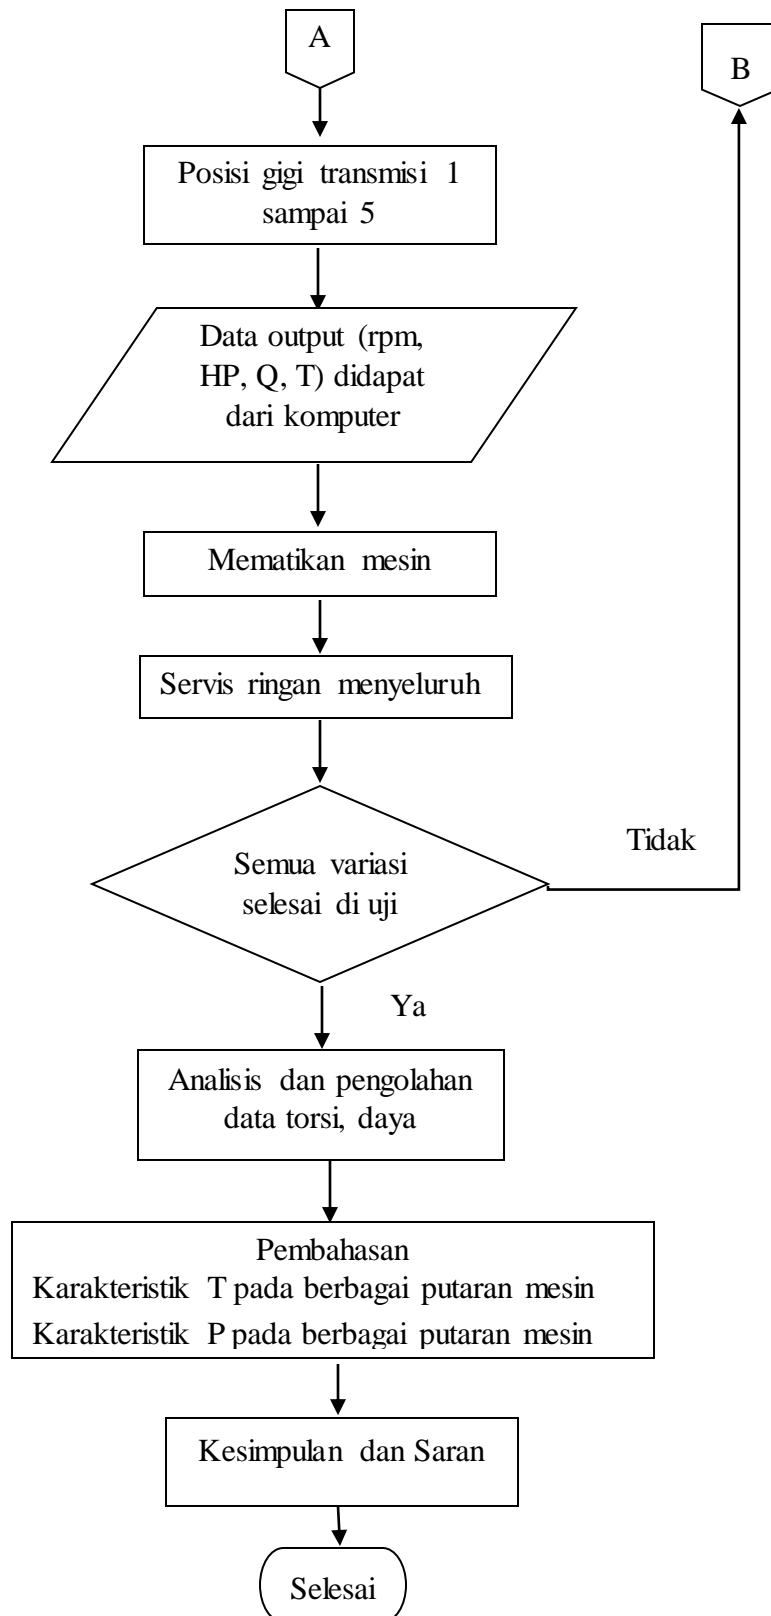 A
B
Posisi gigi transmisi 1
sampai 5
Data output (rpm,
HP, Q, T) didapat
dari komputer
Mematikan mesin
Servis ringan menyeluruh
Semua variasi
selesai di uji
Tidak
Ya
Analisis dan pengolahan
data torsi, daya
Pembahasan
Karakteristik T pada berbagai putaran mesin
Karakteristik P pada berbagai putaran mesin
Kesimpulan dan Saran
Selesai